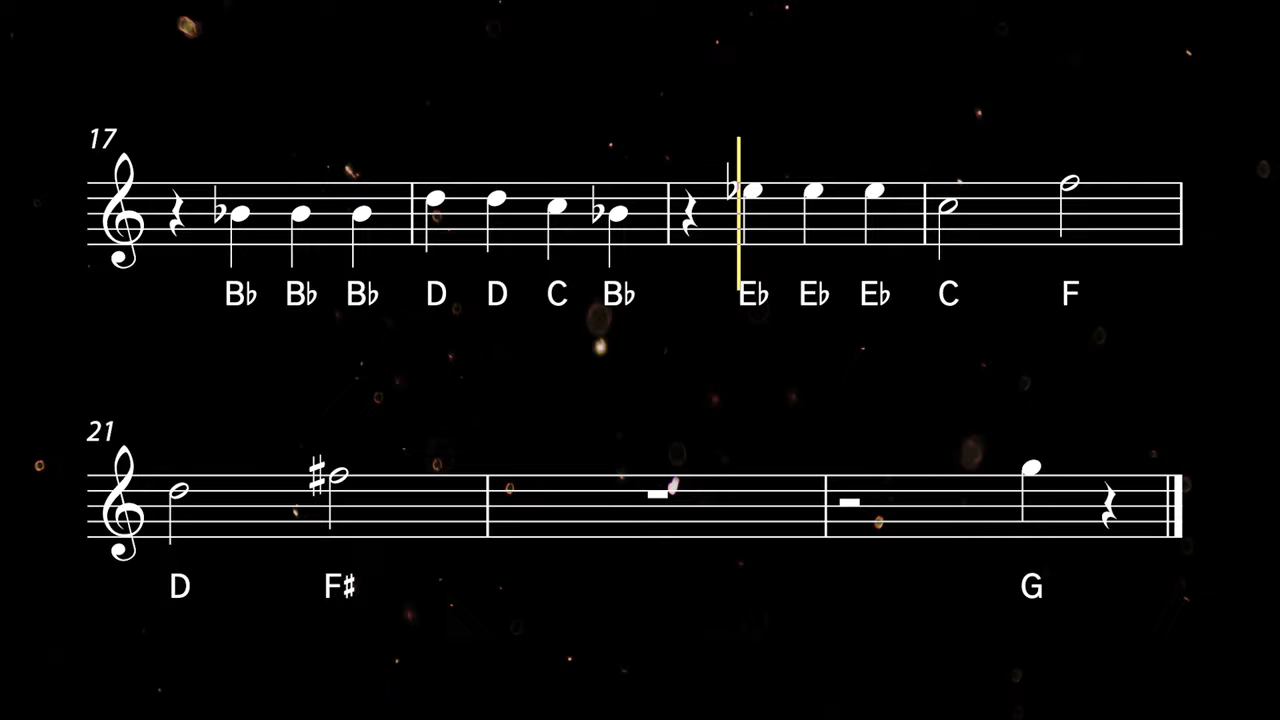 17
B♭ B♭ B♭ D D C B♭ E♭ E♭ E♭ C F
21
D F♯ G